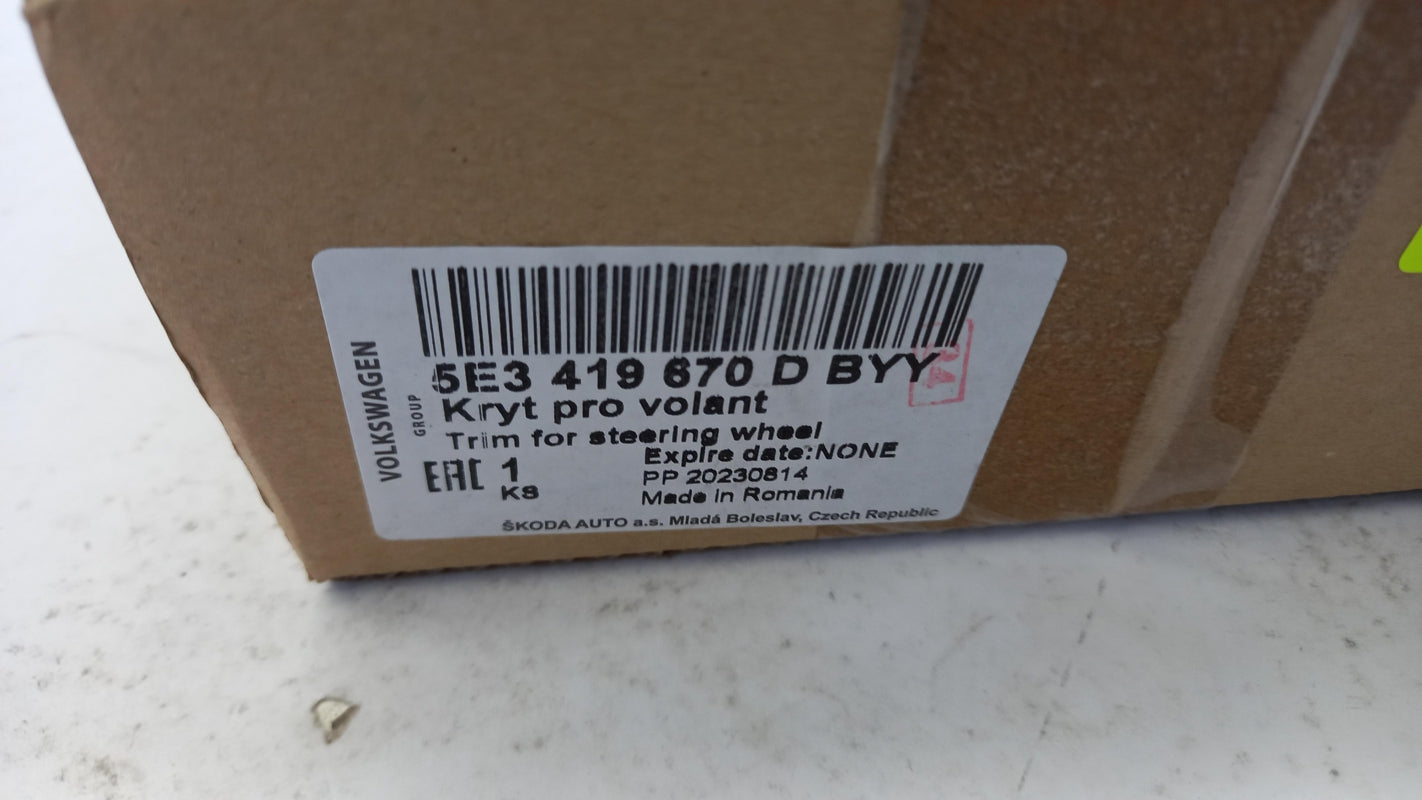 VOLKSWAGEN
GROUP
5E3 419 670 D BYY
Kryt pro volant
Trim for steering wheel
EAC 1
KS
Expire date:NONE
PP 20230814
Made in Romania
ŠKODA AUTO a.s. Mladá Boleslav, Czech Republic